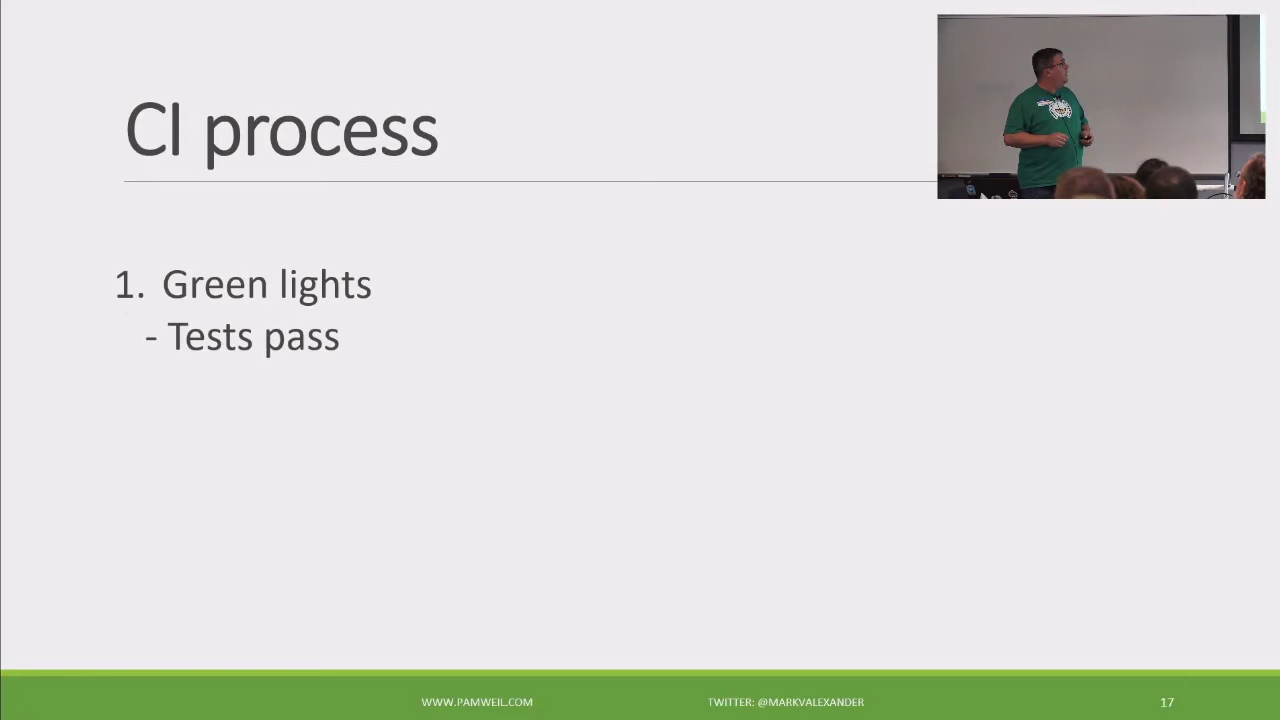 CI process
1. Green lights
- Tests pass
WWW.PAMWEIL.COM
TWITTER: @MARKVALEXANDER
17